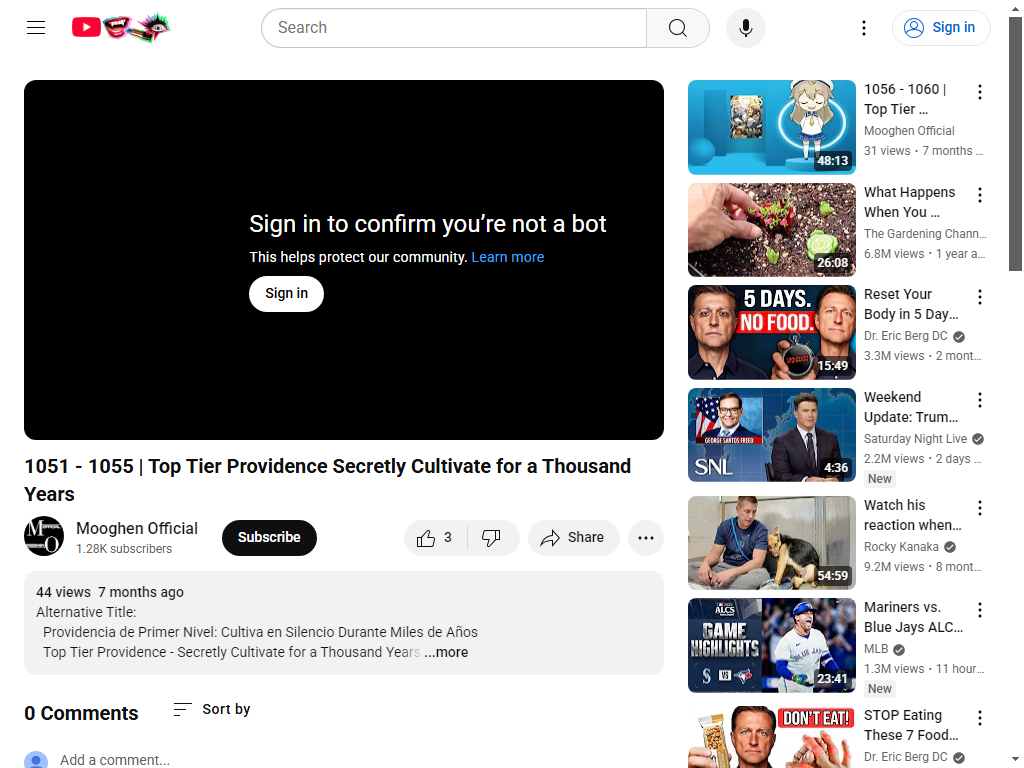 Search
Sign in
Sign in to confirm you're not a bot
This helps protect our community. Learn more
Sign in
1051 - 1055 | Top Tier Providence Secretly Cultivate for a Thousand
Years
Mooghen Official
1.28K subscribers
Subscribe
3
Share
44 views 7 months ago
Alternative Title:
Providencia de Primer Nivel: Cultiva en Silencio Durante Miles de Años
Top Tier Providence - Secretly Cultivate for a Thousand Years ...more
0 Comments
Sort by
Add a comment...
48:13
1056 - 1060 |
Top Tier ...
Mooghen Official
31 views • 7 months ...
26:08
What Happens
When You ...
The Gardening Chann...
6.8M views • 1 year a...
5 DAYS.
NO FOOD.
15:49
Reset Your
Body in 5 Day...
Dr. Eric Berg DC
3.3M views • 2 mont...
GEORGE SANTOS FREED
SNL
4:36
Weekend
Update: Trum...
Saturday Night Live
2.2M views • 2 days ...
New
54:59
Watch his
reaction when...
Rocky Kanaka
9.2M views • 8 mont...
ALCS
GAME
HIGHLIGHTS
VS
23:41
Mariners vs.
Blue Jays ALC...
MLB
1.3M views • 11 hour...
New
DON'T EAT!
STOP Eating
These 7 Food...
Dr. Eric Berg DC